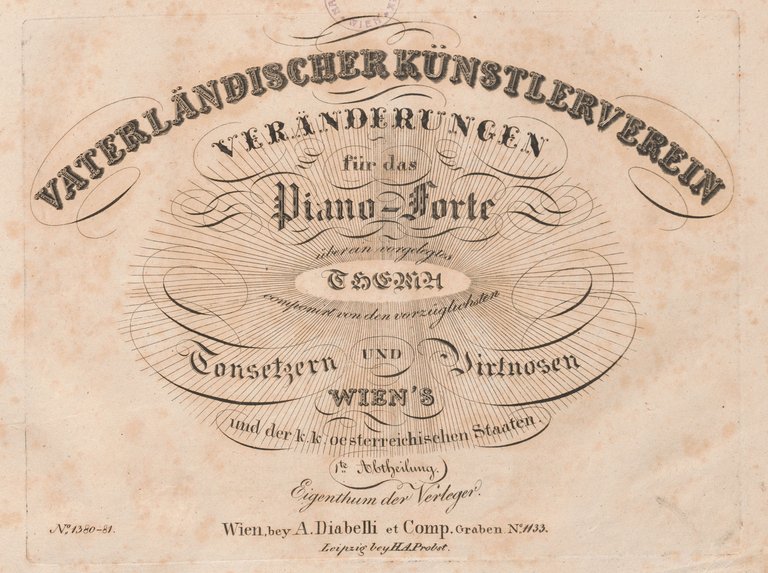 WIEN
VATERLÄNDISCHER KÜNSTLERVEREIN
VERÄNDERUNGEN
für das
Piano-Forte
über ein vorgelegtes
THEMA
componirt von den vorzüglichsten
Tonsetzern UND Virtuosen
WIEN'S
und der k. k. oesterreichischen Staaten.
1te Abtheilung.
Eigenthum der Verleger.
No. 1380-81.
Wien, bey A. Diabelli et Comp. Graben No. 1133.
Leipzig bey H. A. Probst.